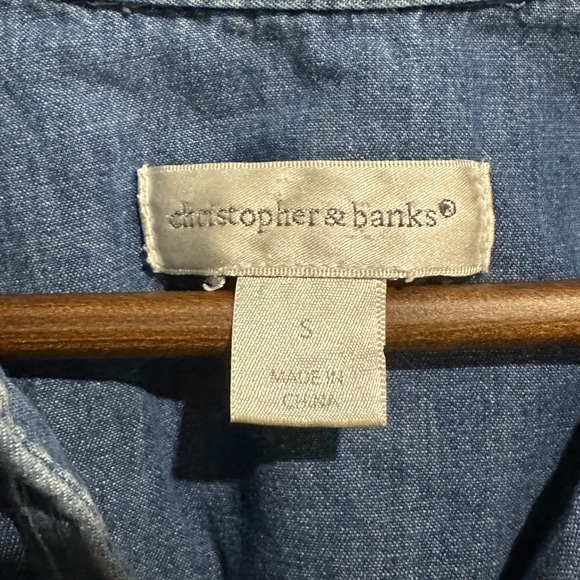 christopher & banks®
S
MADE IN
CHINA